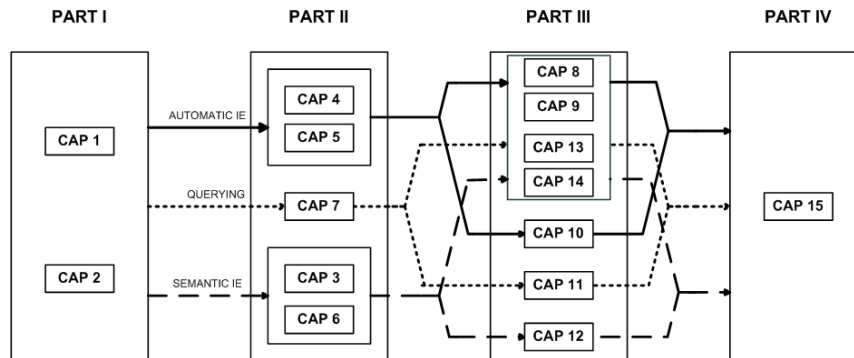 PART I PART II PART III PART IV
CAP 8
CAP 4
CAP 9
AUTOMATIC IE
CAP 1
CAP 5
CAP 13
CAP 14
QUERYING
CAP 7
CAP 15
CAP 10
CAP 2
SEMANTIC IE
CAP 3
CAP 11
CAP 6
CAP 12